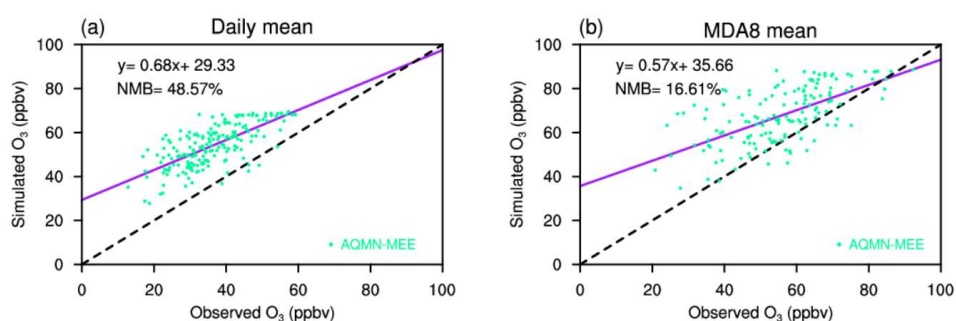 (a) Daily mean
y= 0.68x+ 29.33
NMB= 48.57%
Simulated O3 (ppbv)
100
80
60
40
20
0
AQMN-MEE
0 20 40 60 80 100
Observed O3 (ppbv)
(b) MDA8 mean
y= 0.57x+ 35.66
NMB= 16.61%
Simulated O3 (ppbv)
100
80
60
40
20
0
AQMN-MEE
0 20 40 60 80 100
Observed O3 (ppbv)